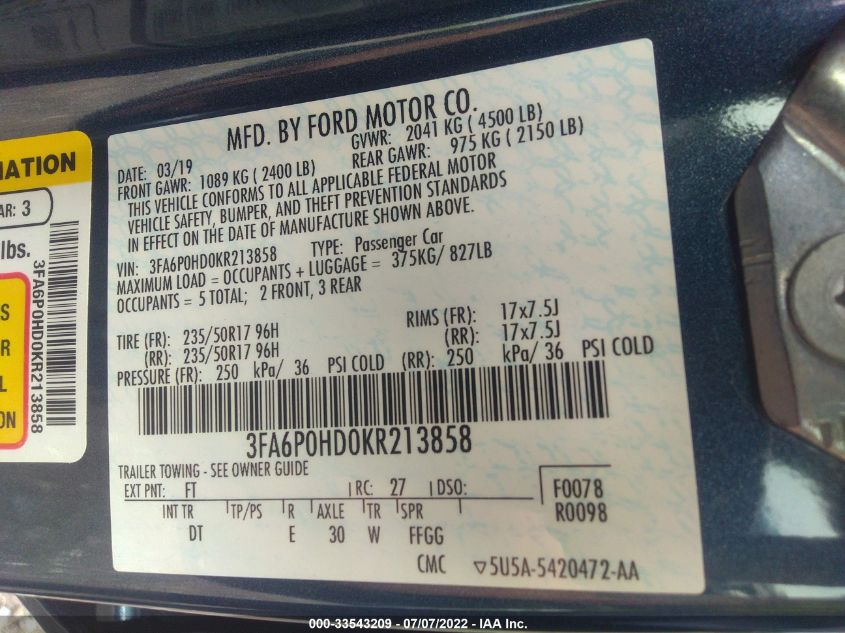 MATION
AR: 3
lbs.
S
R
L
ON
3FA6P0HD0KR213858
MFD. BY FORD MOTOR CO.
DATE: 03/19 GVWR: 2041 KG ( 4500 LB)
FRONT GAWR: 1089 KG ( 2400 LB) REAR GAWR: 975 KG ( 2150 LB)
THIS VEHICLE CONFORMS TO ALL APPLICABLE FEDERAL MOTOR
VEHICLE SAFETY, BUMPER, AND THEFT PREVENTION STANDARDS
IN EFFECT ON THE DATE OF MANUFACTURE SHOWN ABOVE.
VIN: 3FA6P0HD0KR213858 TYPE: Passenger Car
MAXIMUM LOAD = OCCUPANTS + LUGGAGE = 375KG/ 827LB
OCCUPANTS = 5 TOTAL; 2 FRONT, 3 REAR
TIRE (FR): 235/50R17 96H RIMS (FR): 17x7.5J
(RR): 235/50R17 96H (RR): 17x7.5J
PRESSURE (FR): 250 kPa/ 36 PSI COLD (RR): 250 kPa/ 36 PSI COLD
3FA6P0HD0KR213858
TRAILER TOWING - SEE OWNER GUIDE
EXT PNT: FT RC: 27 DSO: F0078
INT TR TP/PS R AXLE TR SPR R0098
DT E 30 W FFGG
CMC ▽5U5A-5420472-AA
000-33543209 - 07/07/2022 - IAA Inc.